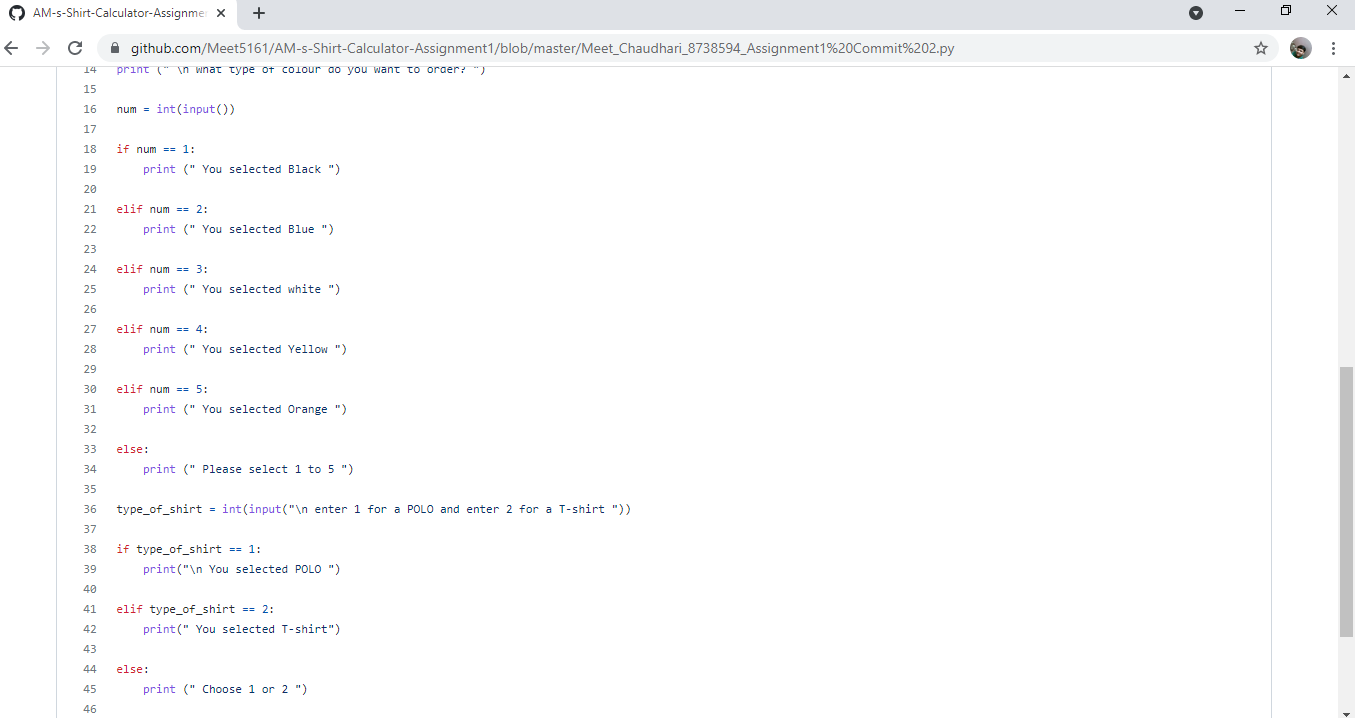 AM-s-Shirt-Calculator-Assignme
github.com/Meet5161/AM-s-Shirt-Calculator-Assignment1/blob/master/Meet_Chaudhari_8738594_Assignment1%20Commit%202.py
14 print (" \n What type of colour do you want to order? ")
15
16 num = int(input())
17
18 if num == 1:
19 print (" You selected Black ")
20
21 elif num == 2:
22 print (" You selected Blue ")
23
24 elif num == 3:
25 print (" You selected white ")
26
27 elif num == 4:
28 print (" You selected Yellow ")
29
30 elif num == 5:
31 print (" You selected Orange ")
32
33 else:
34 print (" Please select 1 to 5 ")
35
36 type_of_shirt = int(input("\n enter 1 for a POLO and enter 2 for a T-shirt "))
37
38 if type_of_shirt == 1:
39 print("\n You selected POLO ")
40
41 elif type_of_shirt == 2:
42 print(" You selected T-shirt")
43
44 else:
45 print (" Choose 1 or 2 ")
46